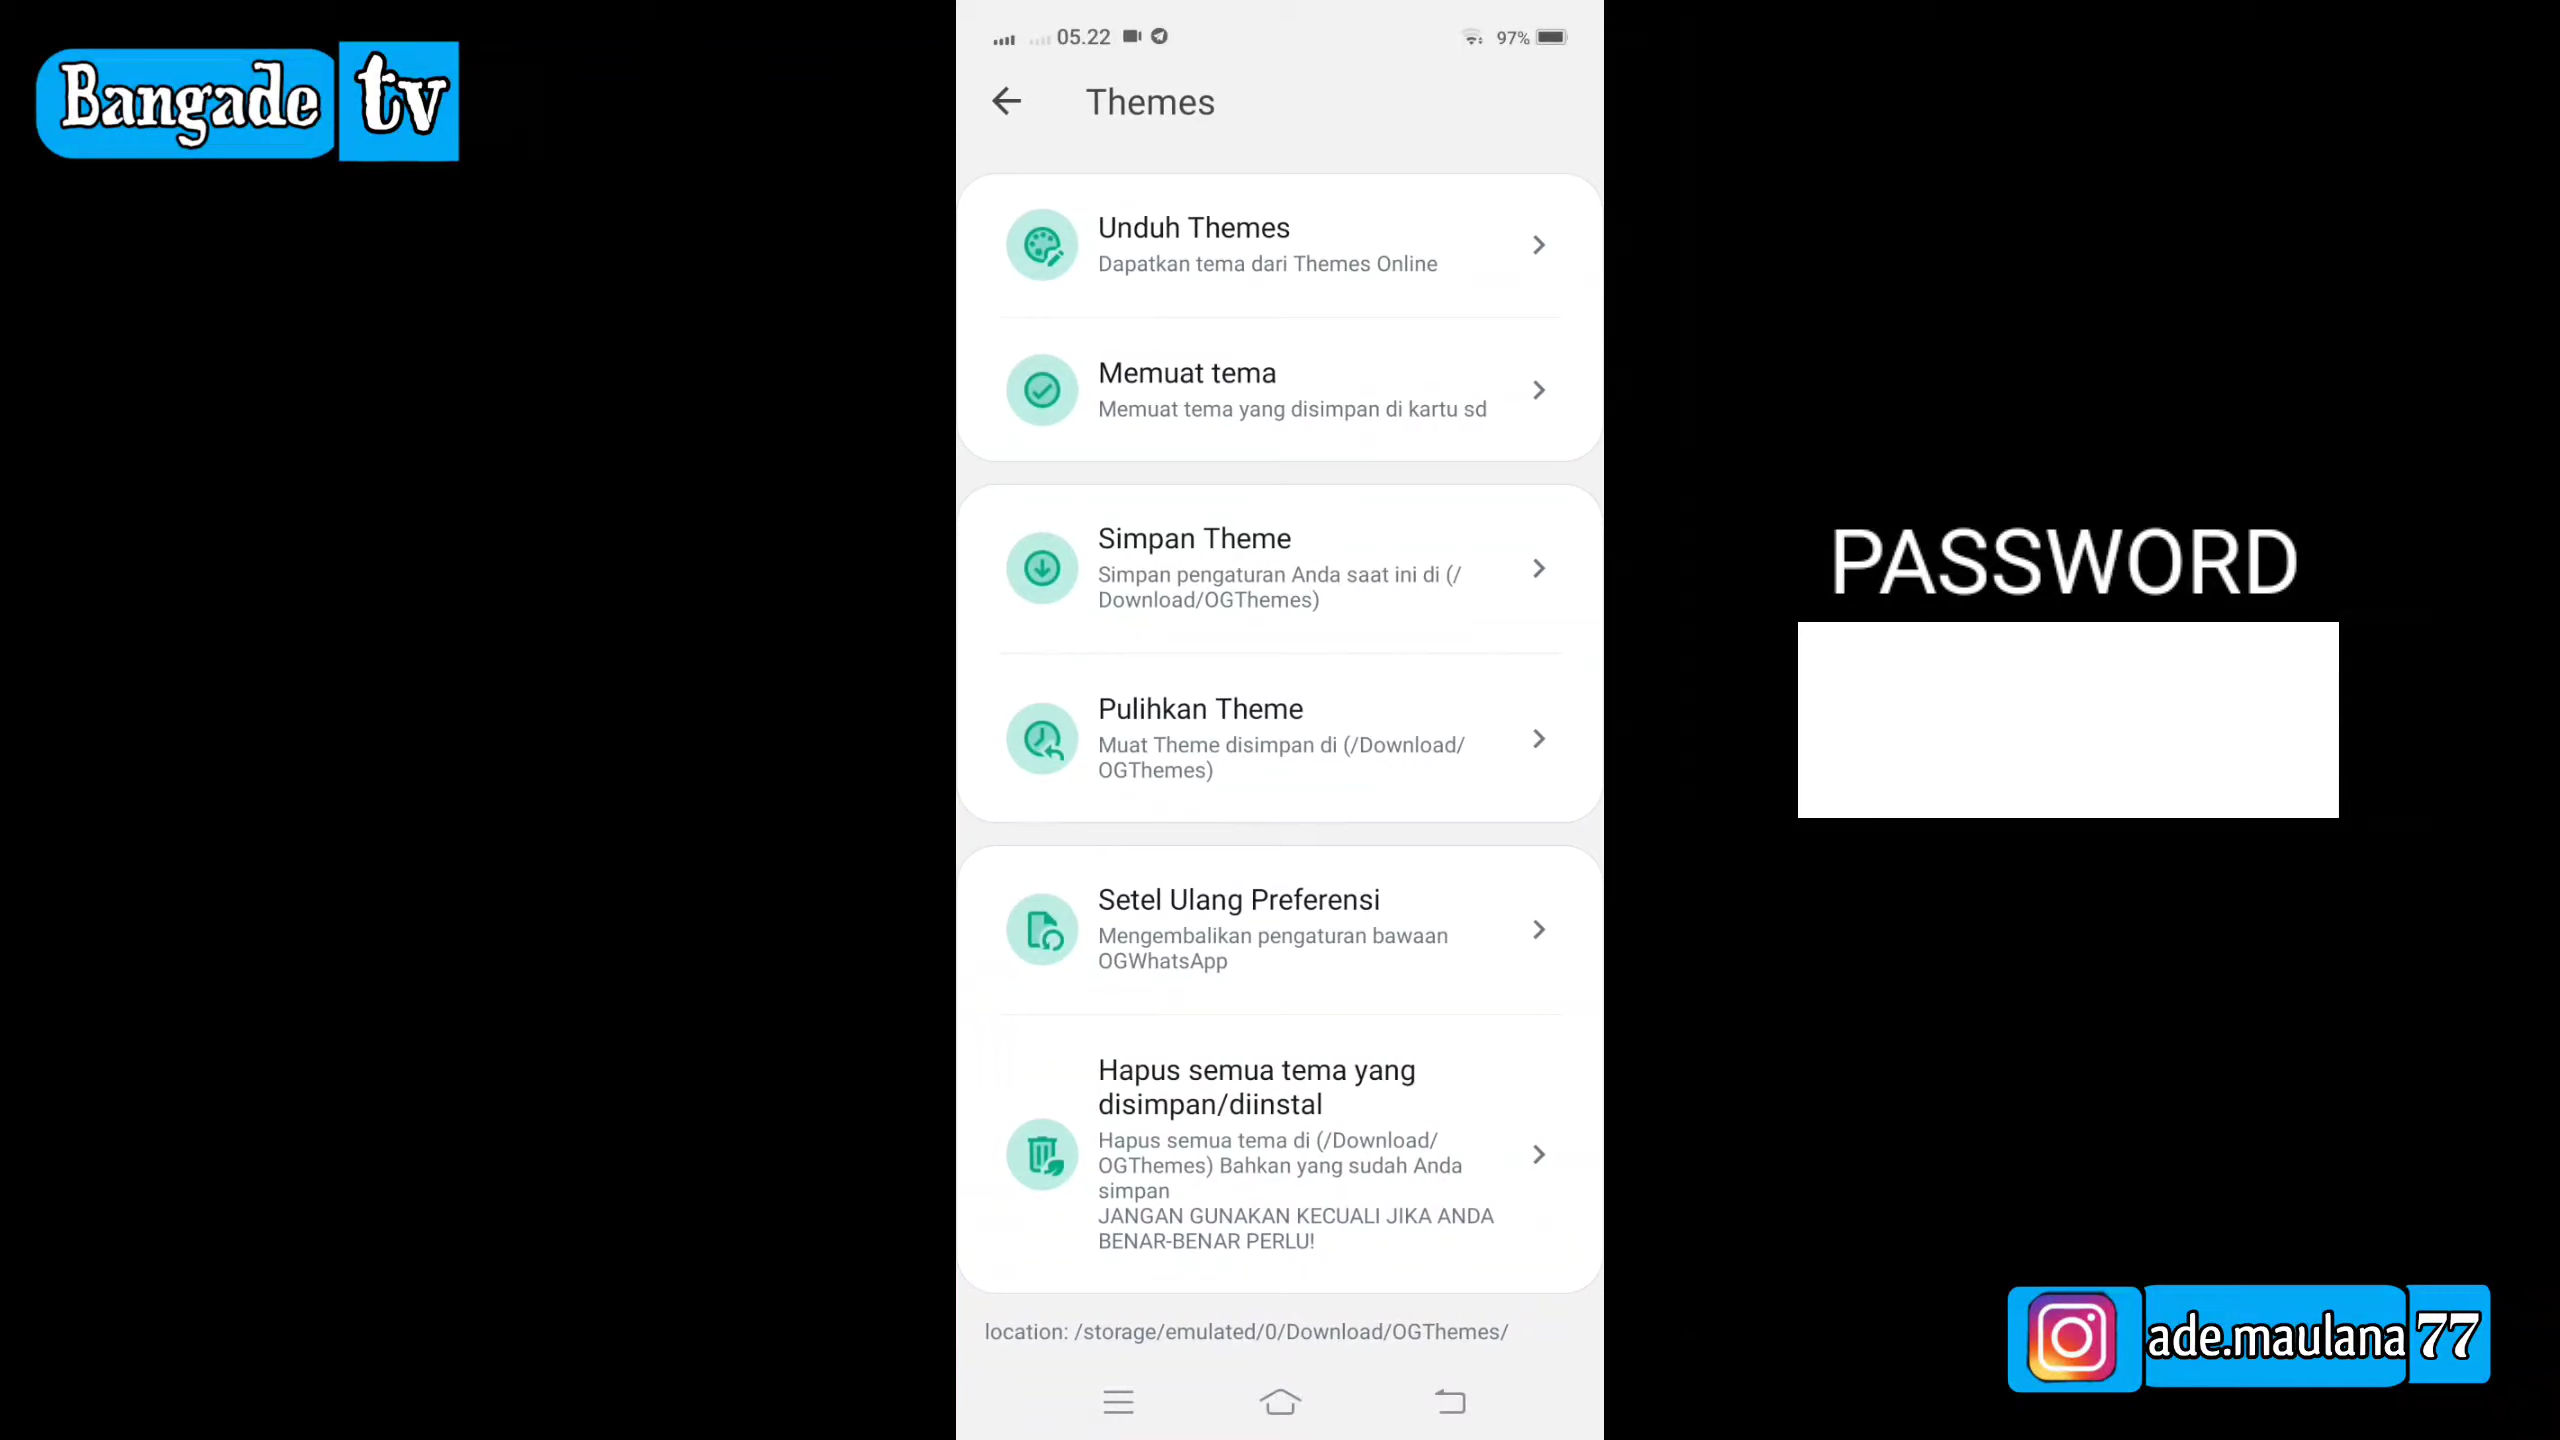 Bangade tv
05.22
97%
Themes
Unduh Themes
Dapatkan tema dari Themes Online
Memuat tema
Memuat tema yang disimpan di kartu sd
Simpan Theme
Simpan pengaturan Anda saat ini di (/
Download/OGThemes)
Pulihkan Theme
Muat Theme disimpan di (/Download/
OGThemes)
Setel Ulang Preferensi
Mengembalikan pengaturan bawaan
OGWhatsApp
Hapus semua tema yang
disimpan/diinstal
Hapus semua tema di (/Download/
OGThemes) Bahkan yang sudah Anda
simpan
JANGAN GUNAKAN KECUALI JIKA ANDA
BENAR-BENAR PERLU!
location: /storage/emulated/0/Download/OGThemes/
PASSWORD
ade.maulana77